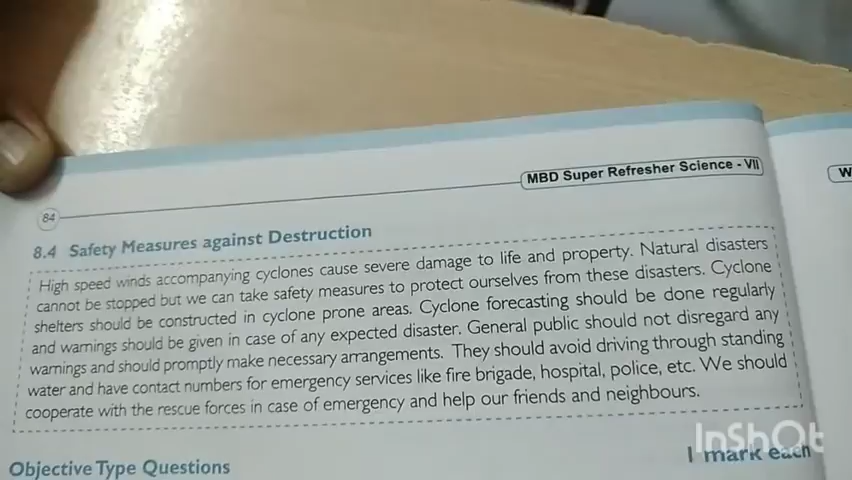 MBD Super Refresher Science - VII
W
84
8.4 Safety Measures against Destruction
High speed winds accompanying cyclones cause severe damage to life and property. Natural disasters
cannot be stopped but we can take safety measures to protect ourselves from these disasters. Cyclone
shelters should be constructed in cyclone prone areas. Cyclone forecasting should be done regularly
and warnings should be given in case of any expected disaster. General public should not disregard any
warnings and should promptly make necessary arrangements. They should avoid driving through standing
water and have contact numbers for emergency services like fire brigade, hospital, police, etc. We should
cooperate with the rescue forces in case of emergency and help our friends and neighbours.
Objective Type Questions
1 mark each
InShOt